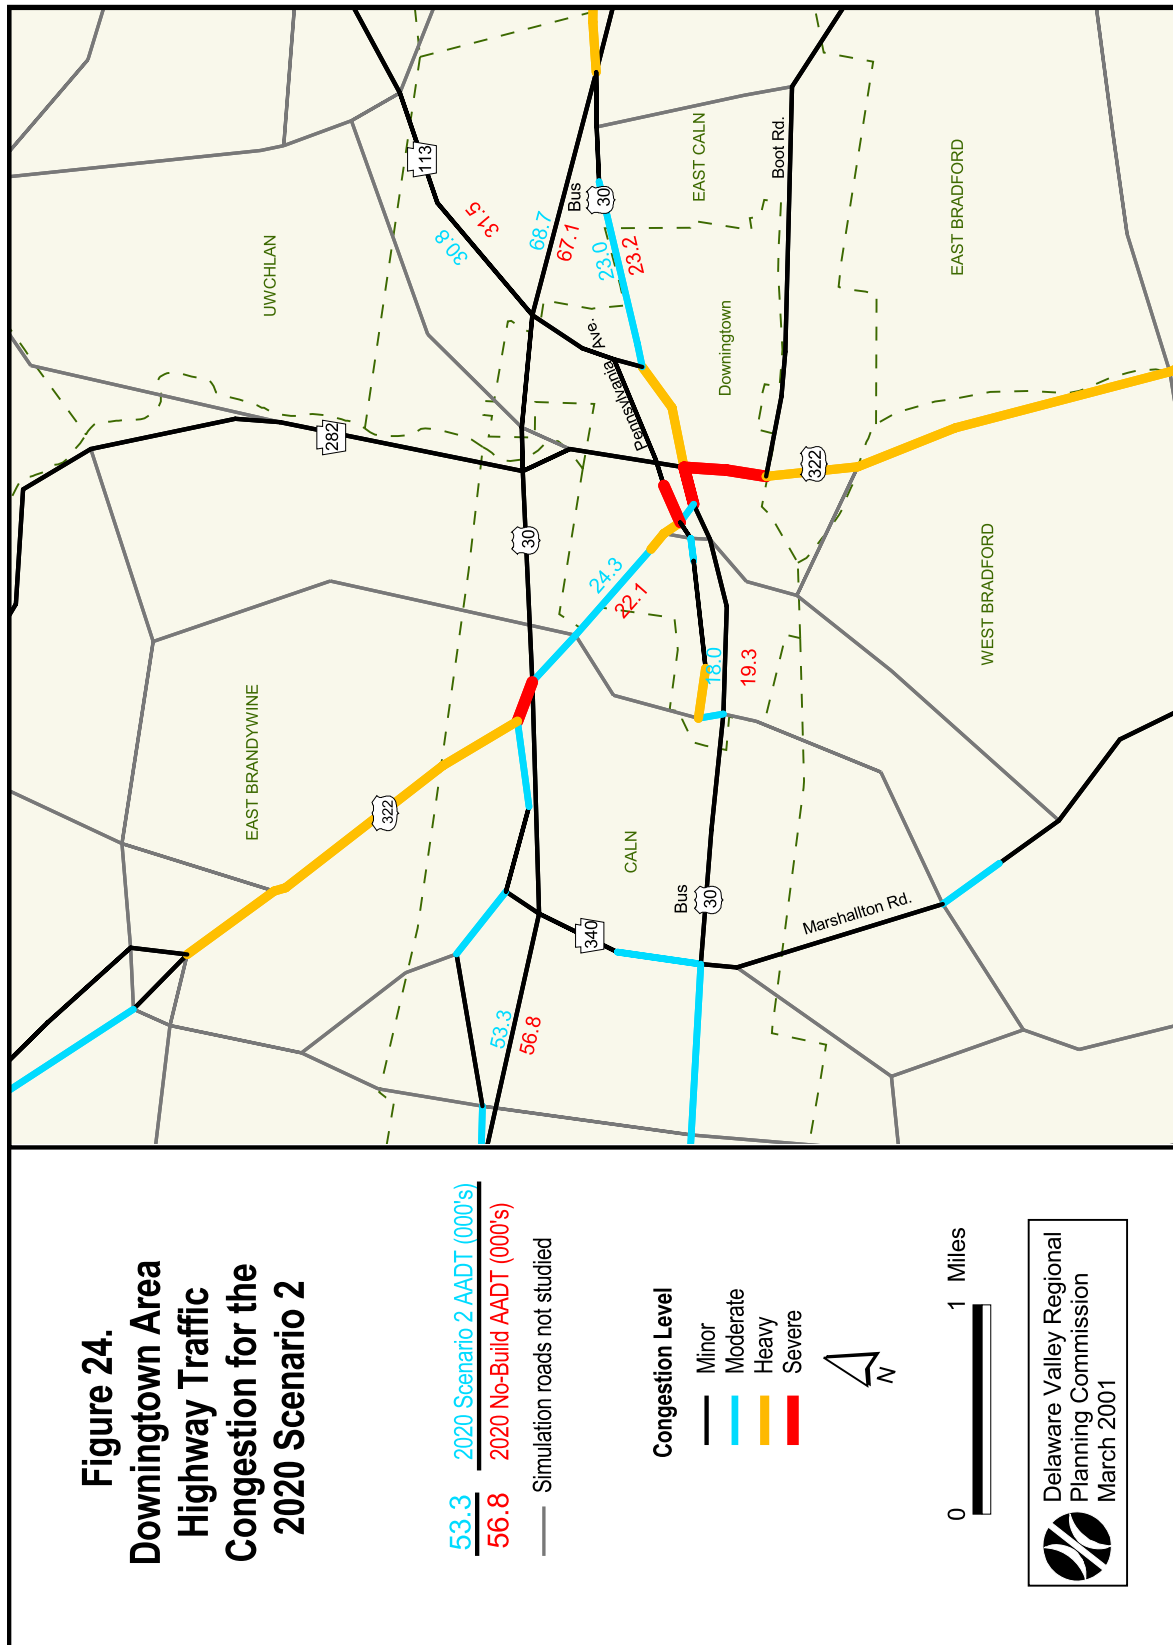 Figure 24.
Downingtown Area
Highway Traffic
Congestion for the
2020 Scenario 2
53.3
56.8
2020 Scenario 2 AADT (000's)
2020 No-Build AADT (000's)
Simulation roads not studied
Congestion Level
Minor
Moderate
Heavy
Severe
N
0
1
Miles
Delaware Valley Regional
Planning Commission
March 2001
EAST BRANDYWINE
UWCHLAN
322
282
113
30.8
31.5
53.3
56.8
30
68.7
67.1
Bus
30
340
CALN
24.3
22.1
Pennsylvania Ave.
23.0
23.2
EAST CALN
Bus
30
18.0
19.3
Downingtown
Boot Rd.
Marshallton Rd.
322
WEST BRADFORD
EAST BRADFORD